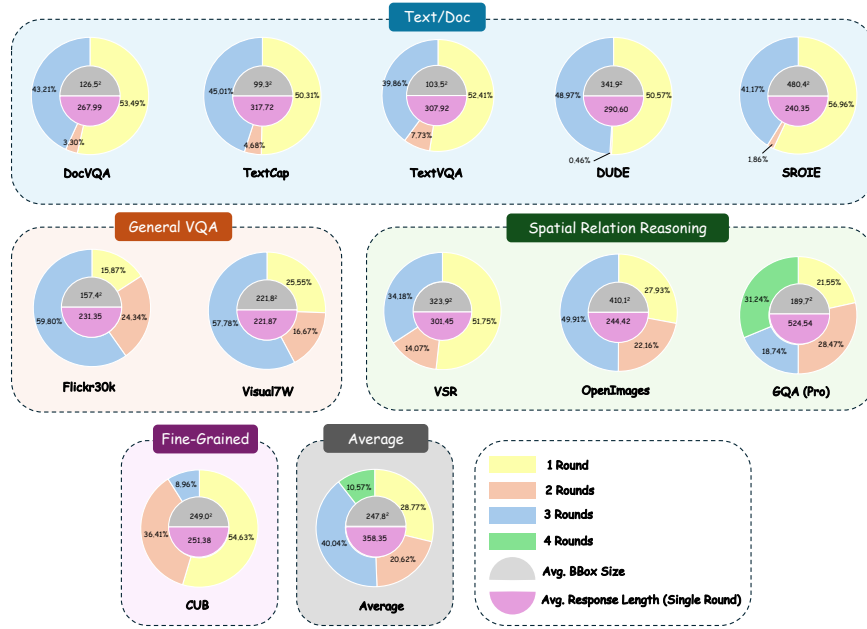 Text/Doc
43.21%
126.5²
267.99
53.49%
3.30%
DocVQA
45.01%
99.3²
317.72
50.31%
4.68%
TextCap
39.86%
103.5²
307.92
52.41%
7.73%
TextVQA
48.97%
341.9²
290.60
50.57%
0.46%
DUDE
41.17%
480.4²
240.35
56.96%
1.86%
SROIE
General VQA
15.87%
157.4²
231.35
24.34%
59.80%
Flickr30k
25.55%
221.8²
221.87
16.67%
57.78%
Visual7W
Spatial Relation Reasoning
34.18%
323.9²
301.45
51.75%
14.07%
VSR
27.93%
410.1²
244.42
49.91%
22.16%
OpenImages
31.24%
21.55%
189.7²
524.54
18.74%
28.47%
GQA (Pro)
Fine-Grained
8.96%
249.0²
251.38
36.41%
54.63%
CUB
Average
10.57%
28.77%
247.8²
358.35
40.04%
20.62%
Average
1 Round
2 Rounds
3 Rounds
4 Rounds
Avg. BBox Size
Avg. Response Length (Single Round)